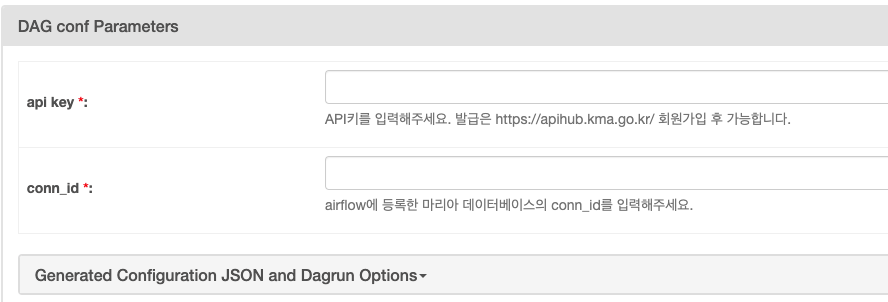 DAG conf Parameters
api key *:
API키를 입력해주세요. 발급은 https://apihub.kma.go.kr/ 회원가입 후 가능합니다.
conn_id *:
airflow에 등록한 마리아 데이터베이스의 conn_id를 입력해주세요.
Generated Configuration JSON and Dagrun Options